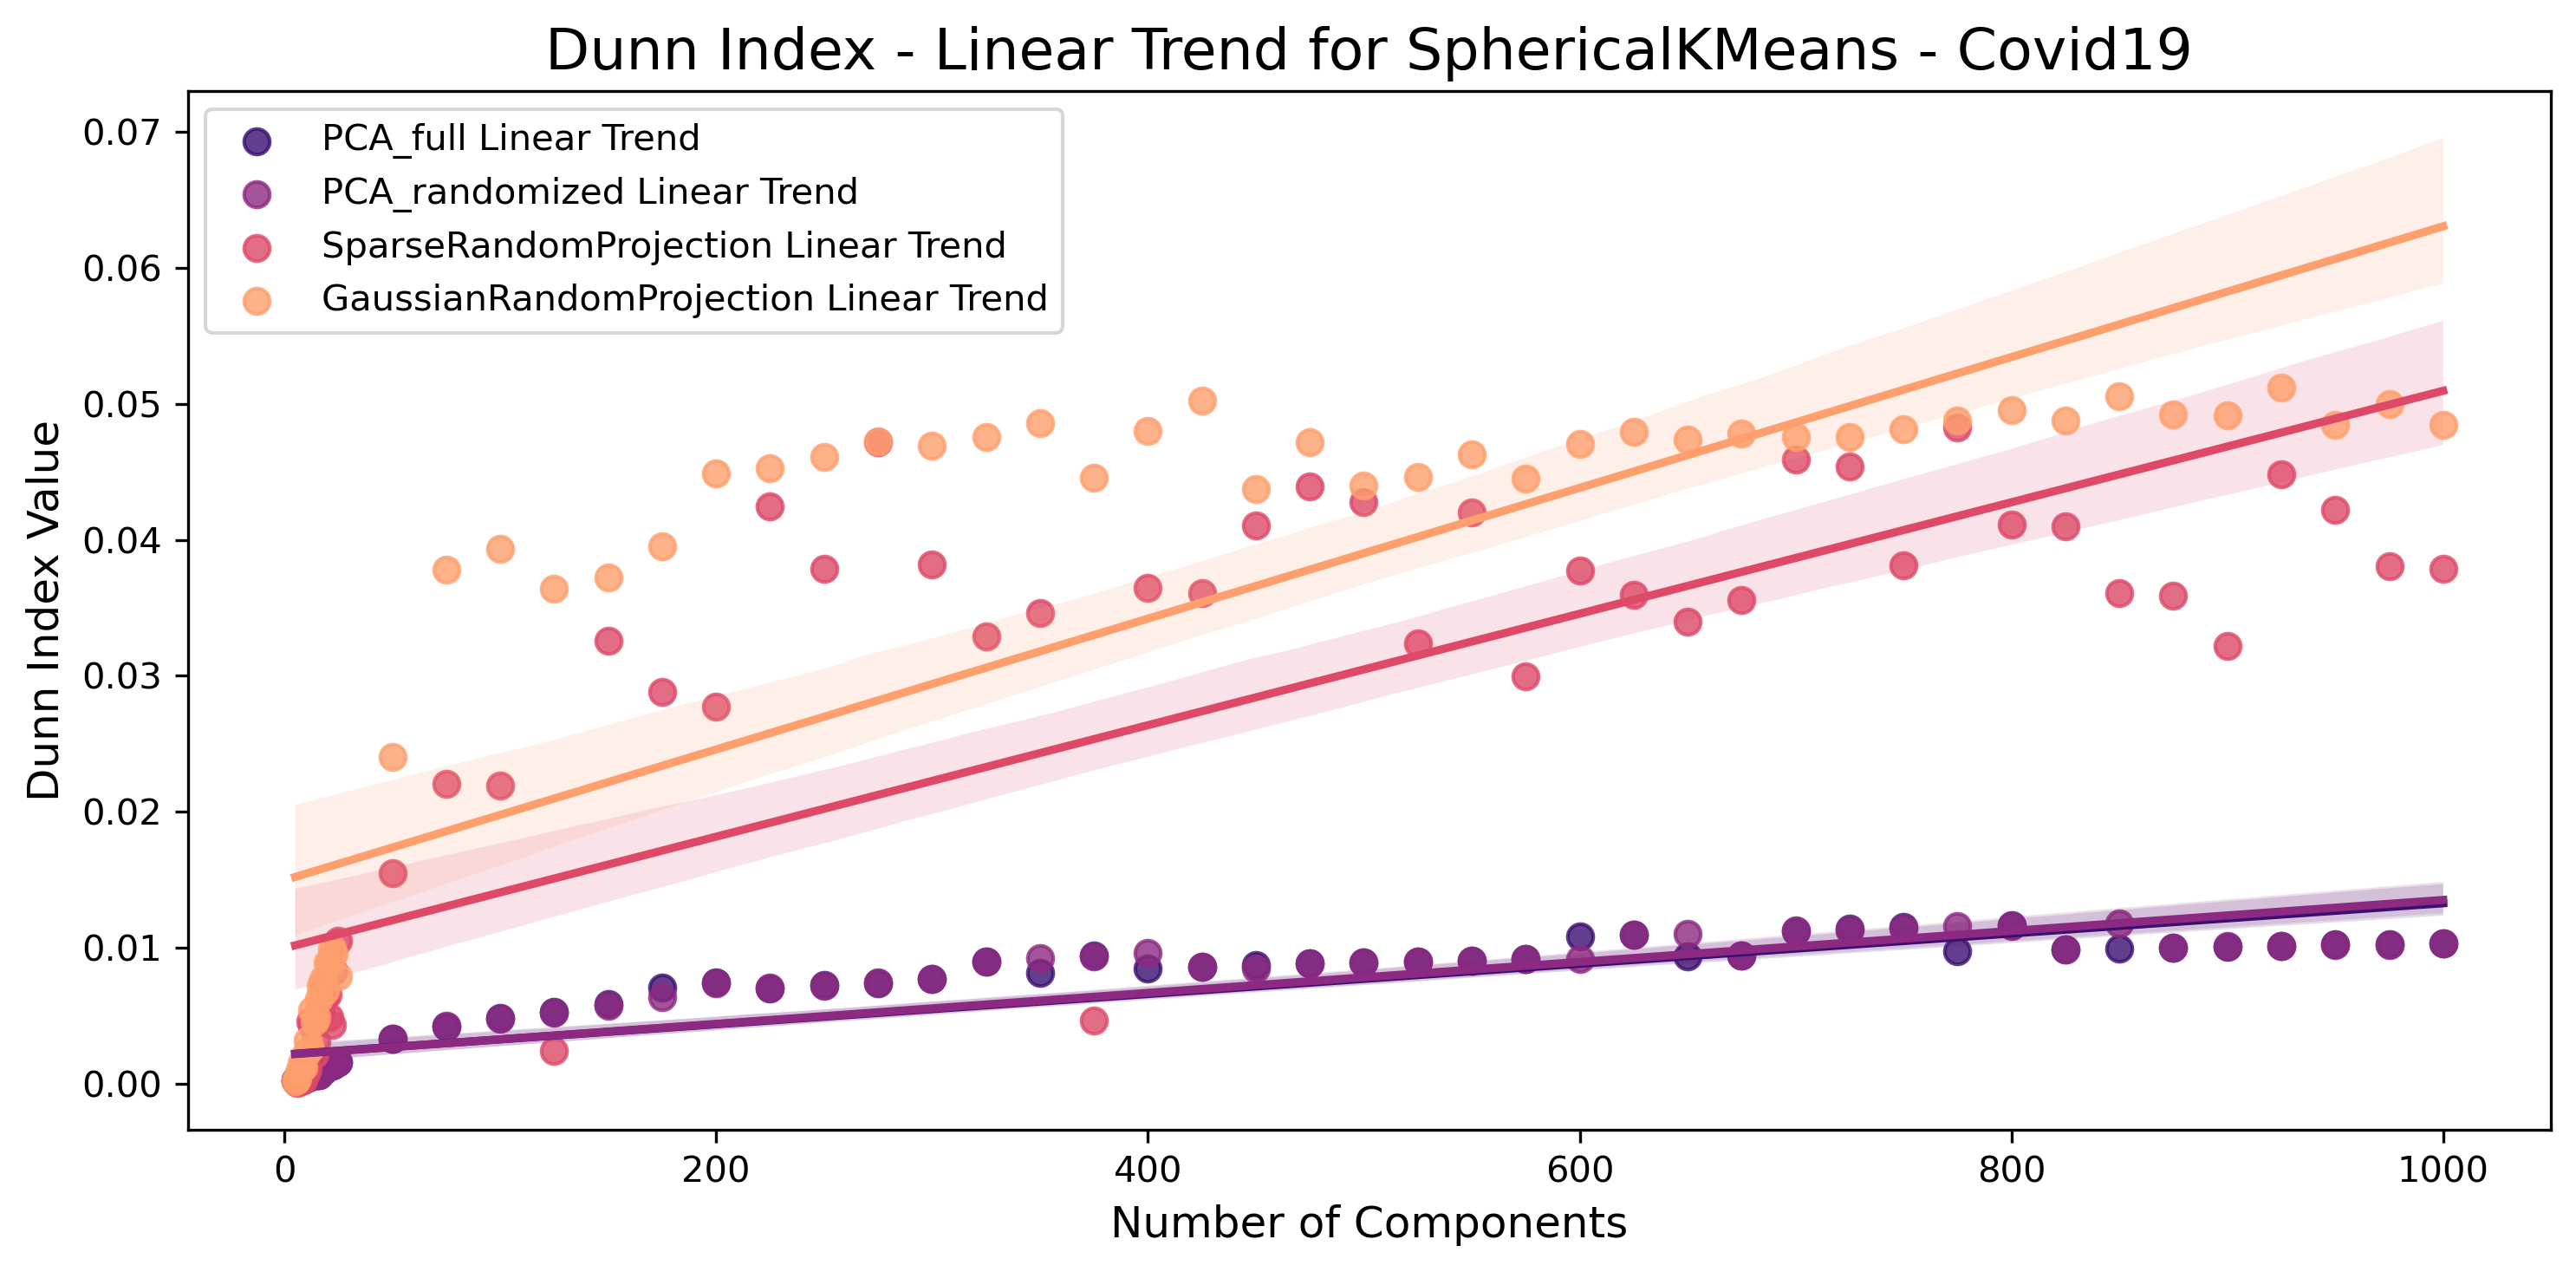 Dunn Index - Linear Trend for SphericalKMeans - Covid19
PCA_full Linear Trend
PCA_randomized Linear Trend
SparseRandomProjection Linear Trend
GaussianRandomProjection Linear Trend
Dunn Index Value
0.07
0.06
0.05
0.04
0.03
0.02
0.01
0.00
0 200 400 600 800 1000
Number of Components